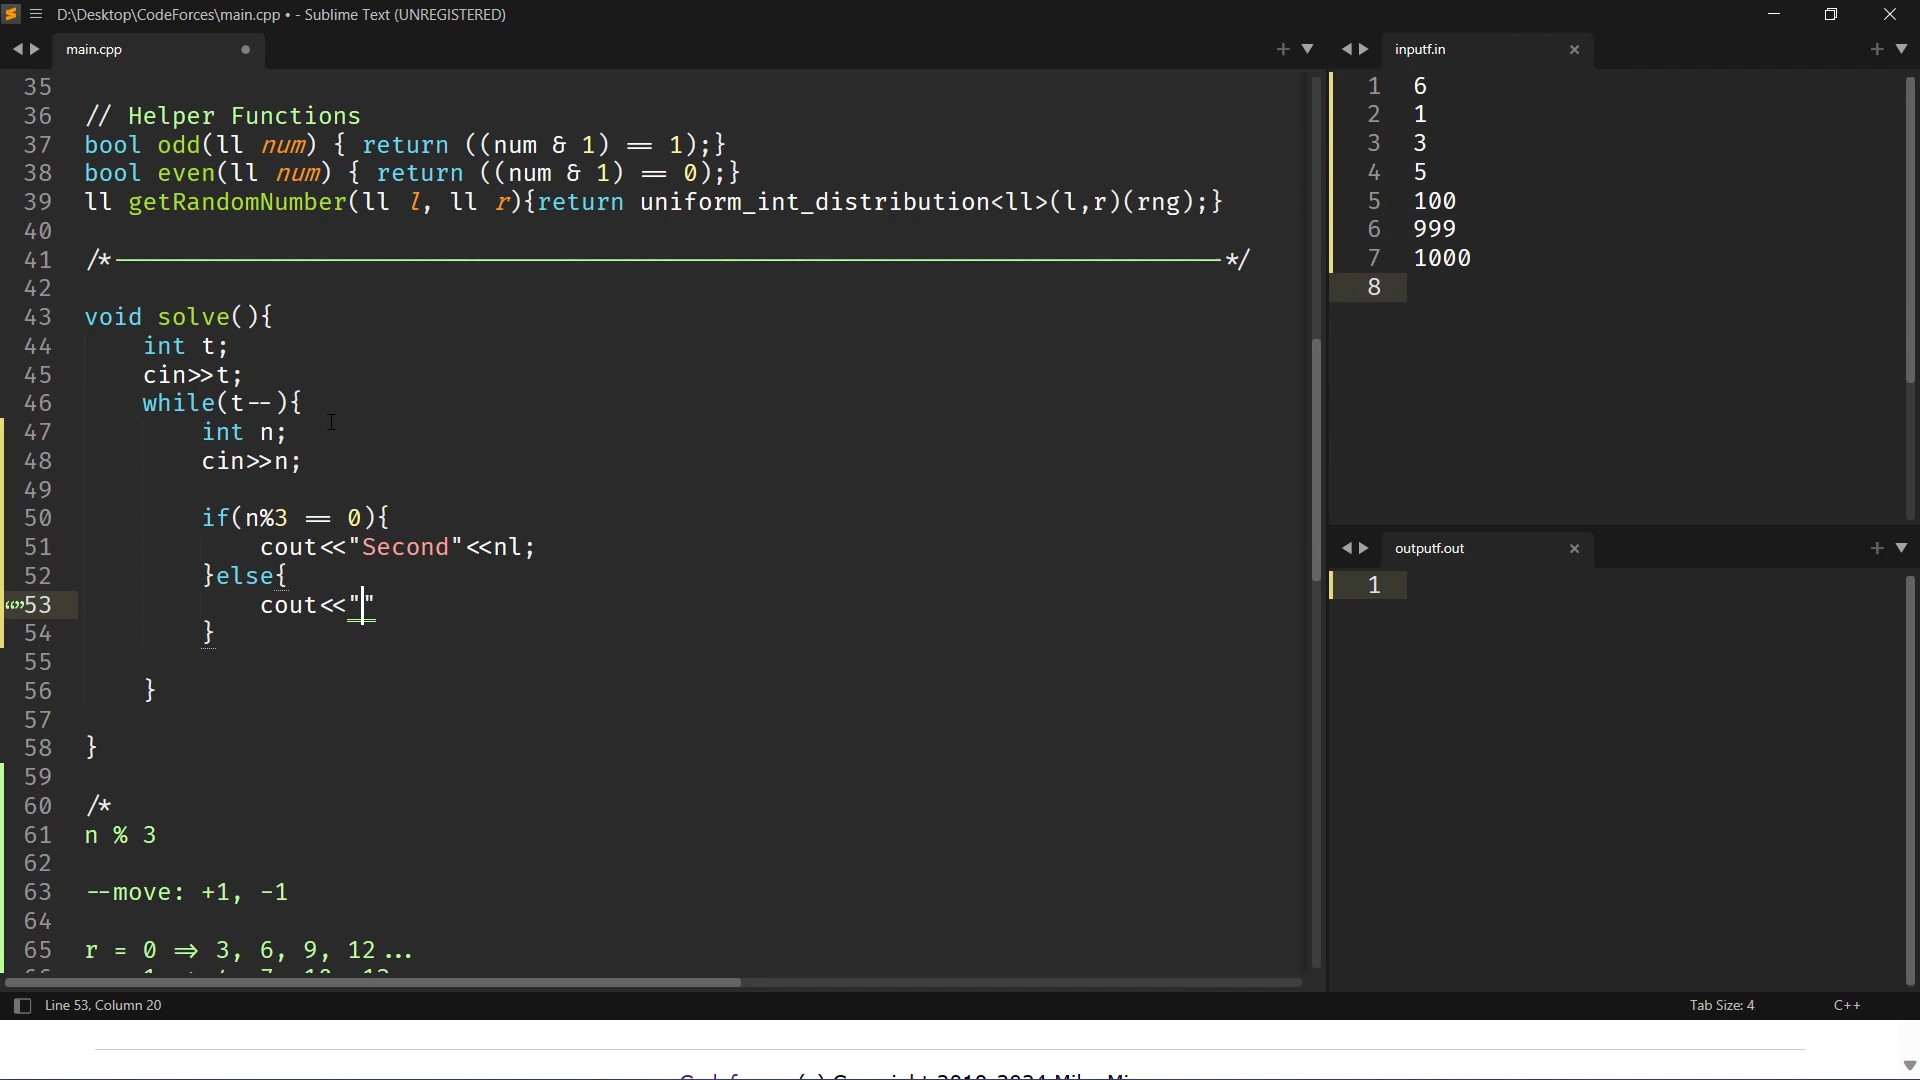 D:\Desktop\CodeForces\main.cpp • - Sublime Text (UNREGISTERED)
main.cpp
35
36 // Helper Functions
37 bool odd(ll num) { return ((num & 1) == 1);}
38 bool even(ll num) { return ((num & 1) == 0);}
39 ll getRandomNumber(ll l, ll r){return uniform_int_distribution<ll>(l,r)(rng);}
40
41 /*------------------------------------------------------------------------------*/
42
43 void solve(){
44 int t;
45 cin>>t;
46 while(t--){
47 int n;
48 cin>>n;
49
50 if(n%3 == 0){
51 cout<<"Second"<<nl;
52 }else{
53 cout<<""
54 }
55
56 }
57
58 }
59
60 /*
61 n % 3
62
63 --move: +1, -1
64
65 r = 0 => 3, 6, 9, 12...
inputf.in
1 6
2 1
3 3
4 5
5 100
6 999
7 1000
8
outputf.out
1
Line 53, Column 20
Tab Size: 4
C++